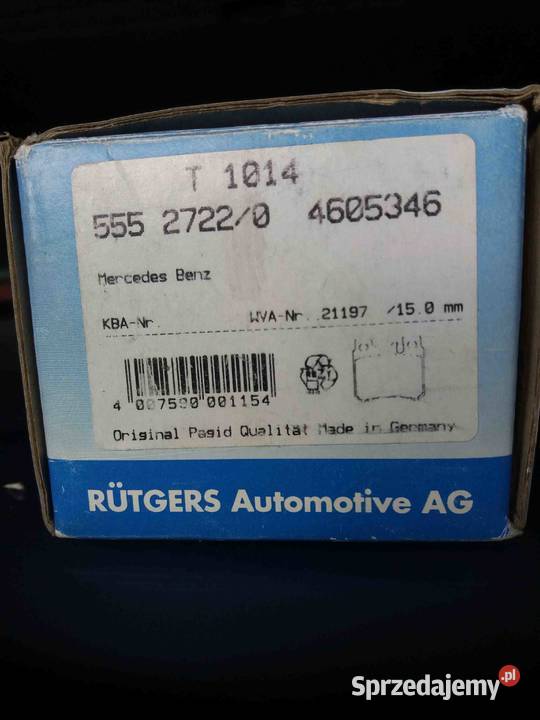 T 1014
555 2722/0 4605346
Mercedes Benz
KBA-Nr. WVA-Nr. 21197 /15.0 mm
4 007590 001154
Original Pagid Qualität Made in Germany
RÜTGERS Automotive AG
Sprzedajemy.pl